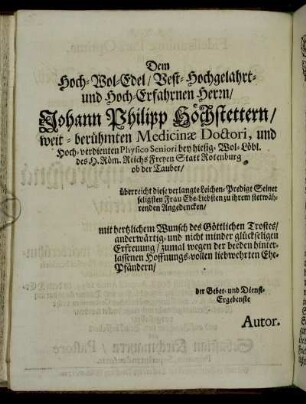 Dem
Hoch-Wol-Edel/ Vest-Hochgelahrt-
und Hoch-Erfahrnen Herrn/
Johann Philipp Höchstettern/
weit-berühmten Medicinæ Doctori, und
Hoch-verdienten Physico Seniori bey hiesig-Wol-Löbl.
des H. Röm. Reichs Freyen Statt Rotenburg
ob der Tauber/
überreicht diese verlangte Leichen-Predigt Seiner
seligsten Frau Ehe-Liebsten zu ihrem stetwäh-
renden Angedencken/
mit hertzlichem Wunsch des Göttlichen Trostes/
anderwärtig-und nicht minder glückseligen
Erfreuung/ zumal wegen der beeden hinter-
lassenen Hoffnungs-vollen liebwehrten Ehe-
Pfändern/
der Gebet- und Dienst-
Ergebenste
Autor.